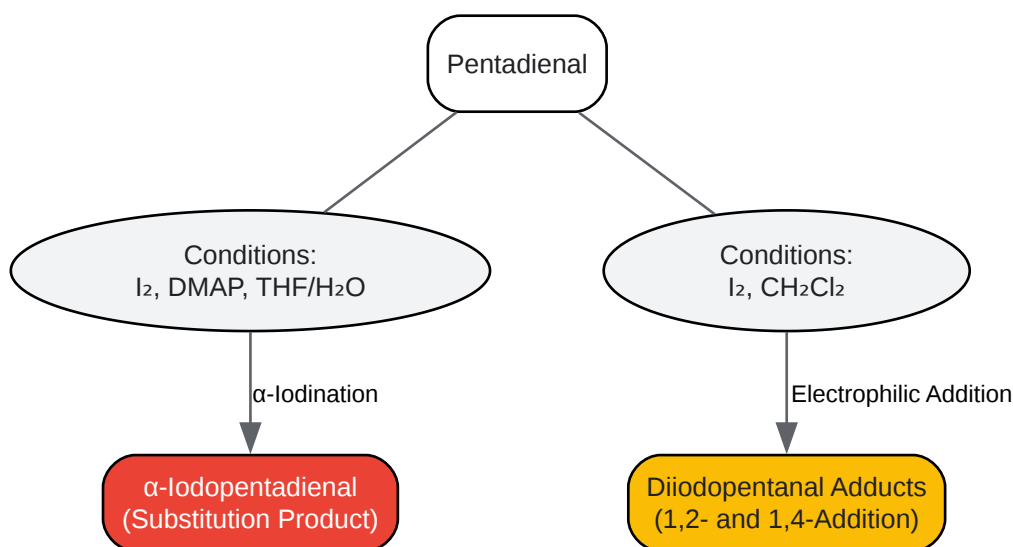 Pentadienal
Conditions:
I₂, DMAP, THF/H₂O
Conditions:
I₂, CH₂Cl₂
α-Iodination
Electrophilic Addition
α-Iodopentadienal
(Substitution Product)
Diiodopentanal Adducts
(1,2- and 1,4-Addition)